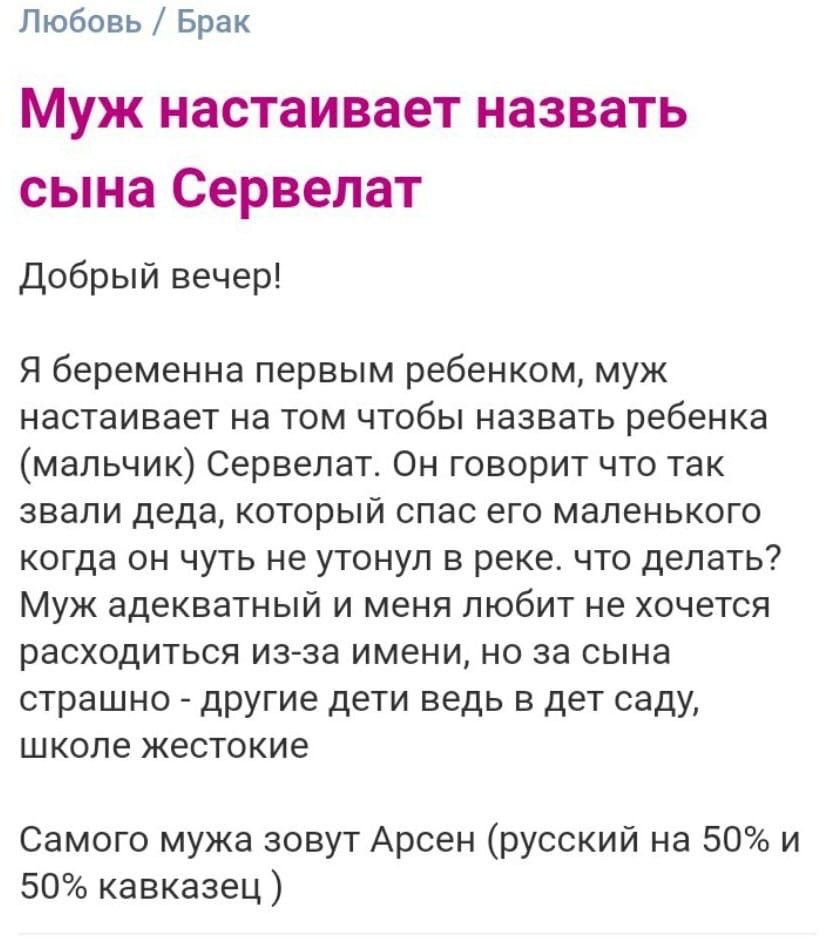 Любовь / Брак
Муж настаивает назвать
сына Сервелат
Добрый вечер!
Я беременна первым ребенком, муж
настаивает на том чтобы назвать ребенка
(мальчик) Сервелат. Он говорит что так
звали деда, который спас его маленького
когда он чуть не утонул в реке. что делать?
Муж адекватный и меня любит не хочется
расходиться из-за имени, но за сына
страшно - другие дети ведь в дет саду,
школе жестокие
Самого мужа зовут Арсен (русский на 50% и
50% кавказец )